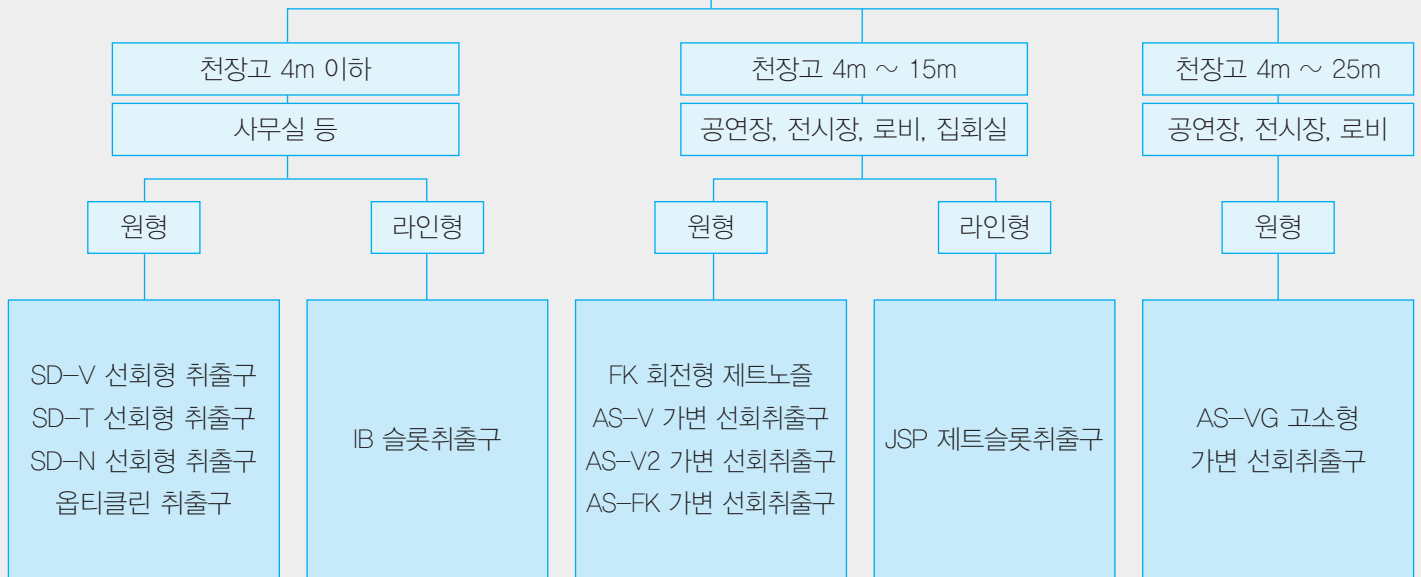 천장고 4m 이하
천장고 4m ~ 15m
천장고 4m ~ 25m
사무실 등
공연장, 전시장, 로비, 집회실
공연장, 전시장, 로비
원형
라인형
원형
라인형
원형
SD-V 선회형 취출구
SD-T 선회형 취출구
SD-N 선회형 취출구
옵티클린 취출구
IB 슬롯취출구
FK 회전형 제트노즐
AS-V 가변 선회취출구
AS-V2 가변 선회취출구
AS-FK 가변 선회취출구
JSP 제트슬롯취출구
AS-VG 고소형
가변 선회취출구